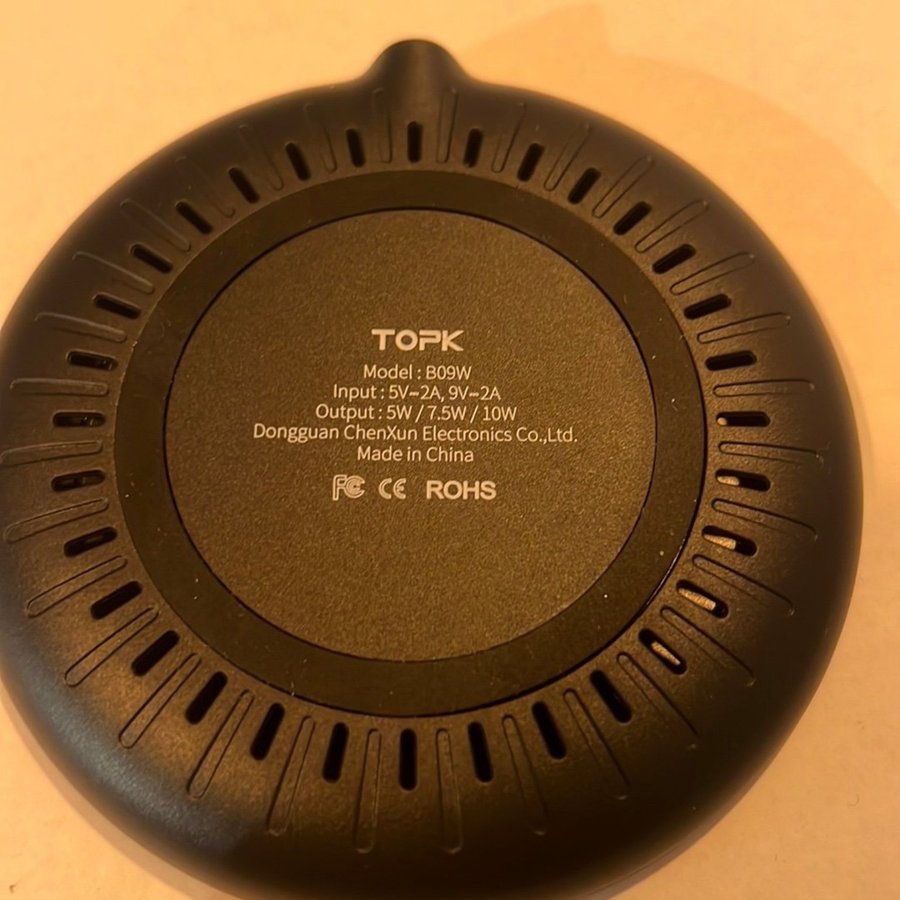 TOPK
Model : B09W
Input : 5V⎓2A, 9V⎓2A
Output : 5W / 7.5W / 10W
Dongguan ChenXun Electronics Co.,Ltd.
Made in China
FC CE ROHS